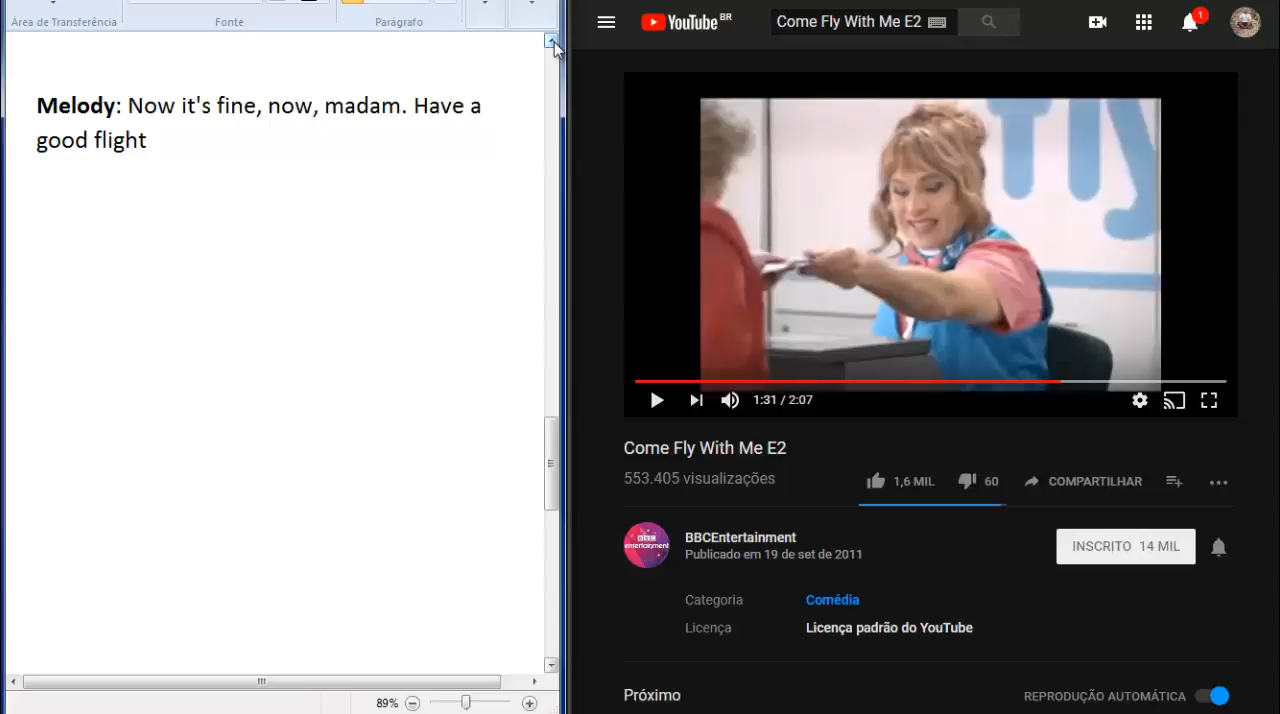 Área de Transferência
Fonte
Parágrafo
Melody: Now it's fine, now, madam. Have a
good flight
89%
YouTube BR
Come Fly With Me E2
1
fly
1:31 / 2:07
Come Fly With Me E2
553.405 visualizações
1,6 MIL
60
COMPARTILHAR
BBC
entertainment
BBCEntertainment
Publicado em 19 de set de 2011
INSCRITO 14 MIL
Categoria
Comédia
Licença
Licença padrão do YouTube
Próximo
REPRODUÇÃO AUTOMÁTICA